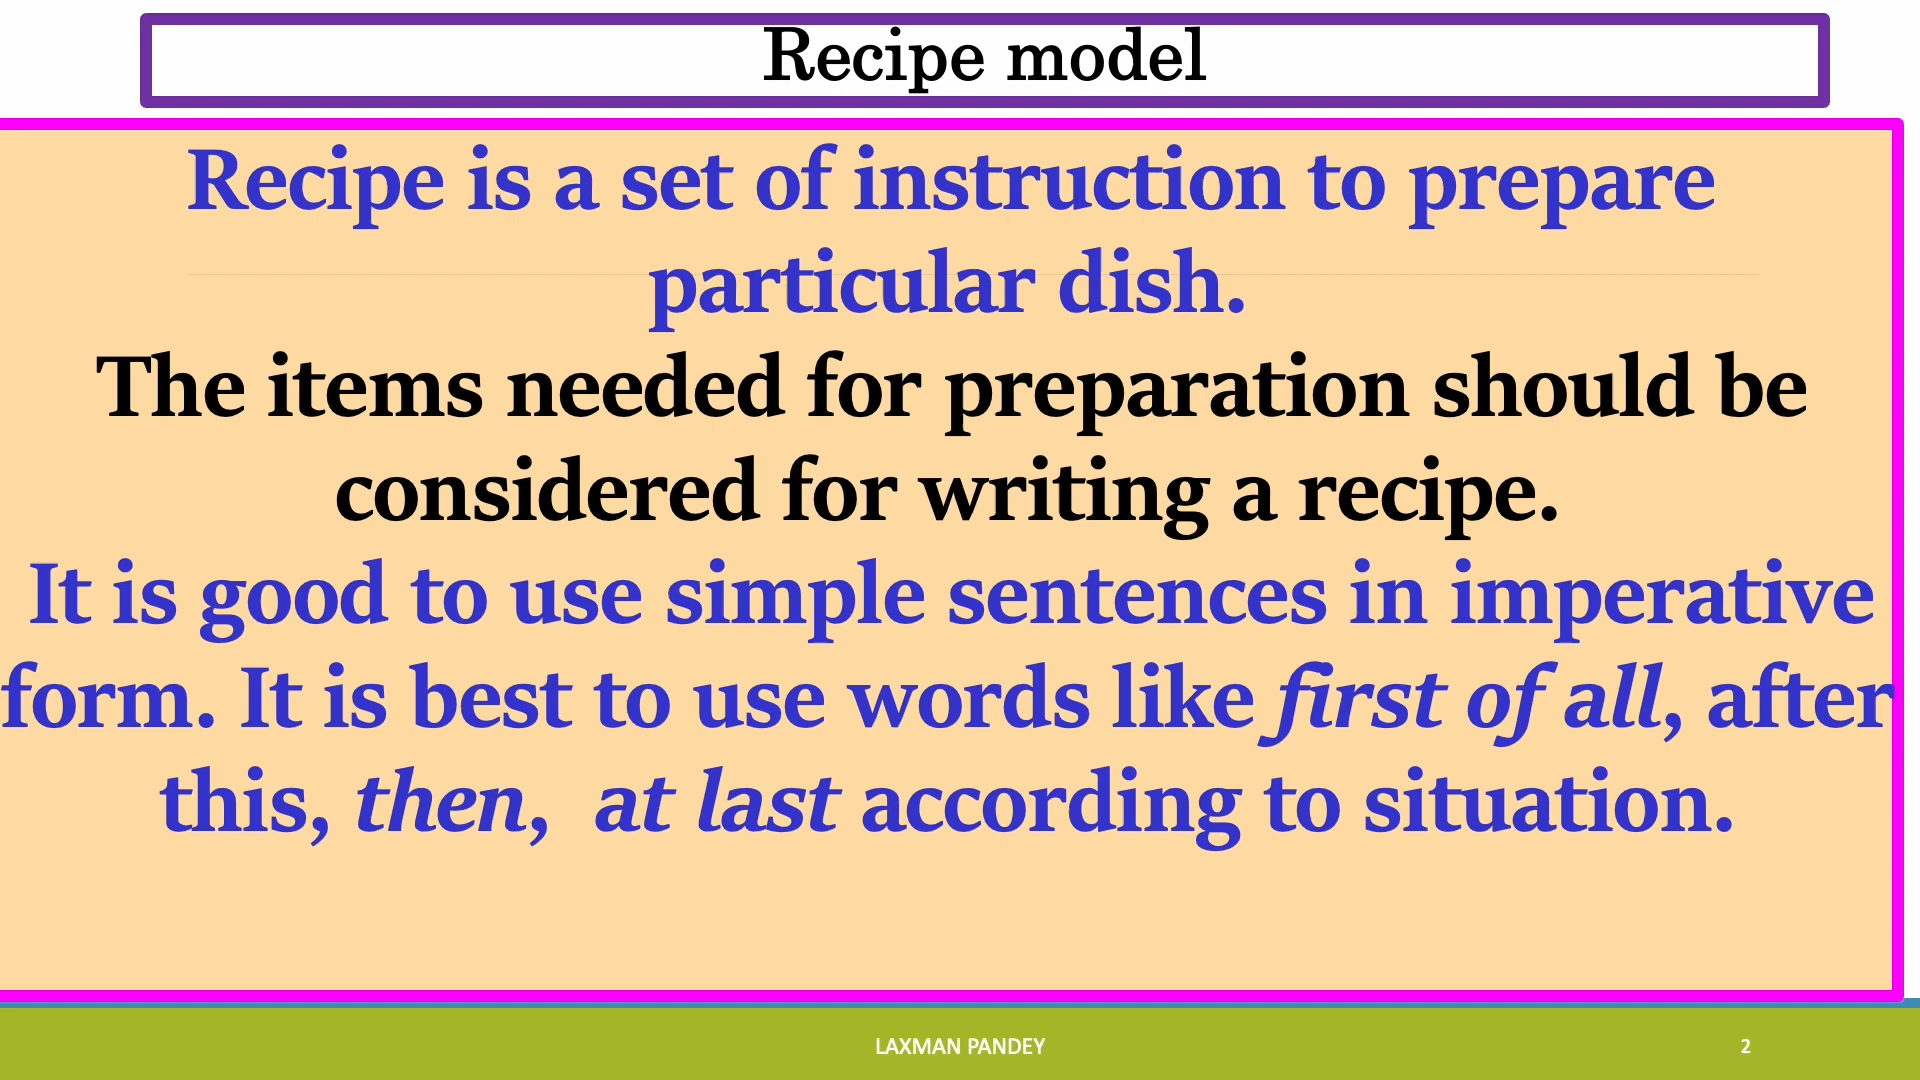 Recipe model
Recipe is a set of instruction to prepare
particular dish.
The items needed for preparation should be
considered for writing a recipe.
It is good to use simple sentences in imperative
form. It is best to use words like first of all, after
this, then, at last according to situation.
LAXMAN PANDEY
2